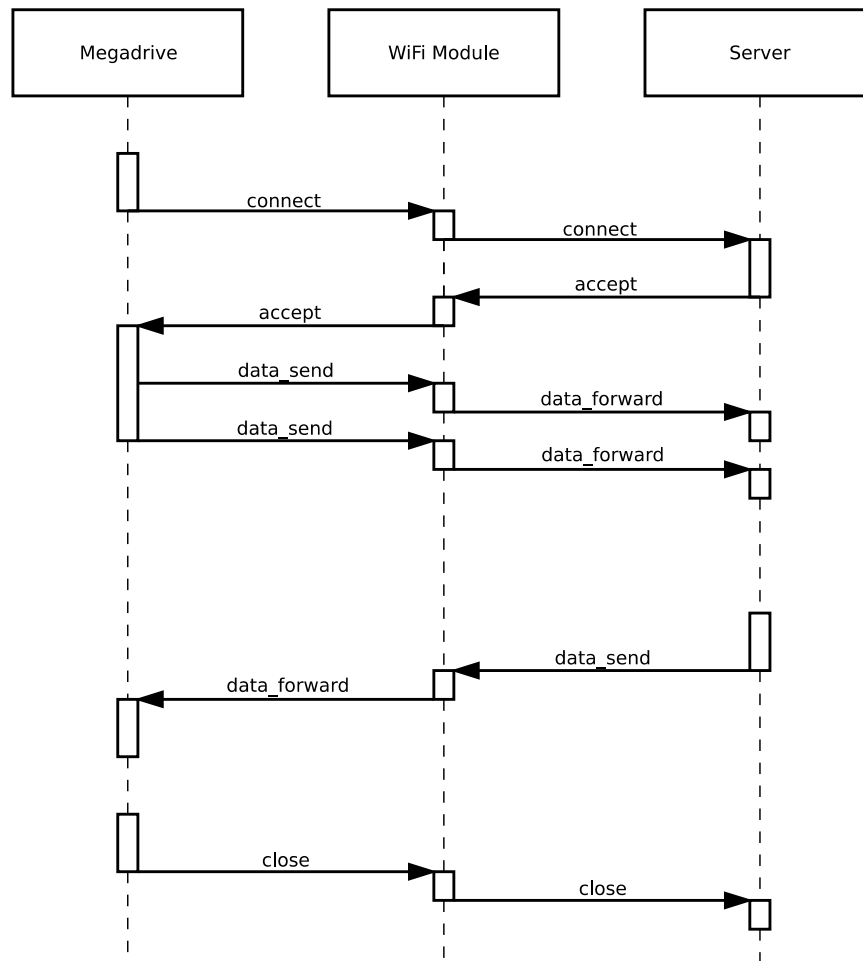 Megadrive
WiFi Module
Server
connect
connect
accept
accept
data_send
data_forward
data_send
data_forward
data_send
data_forward
close
close